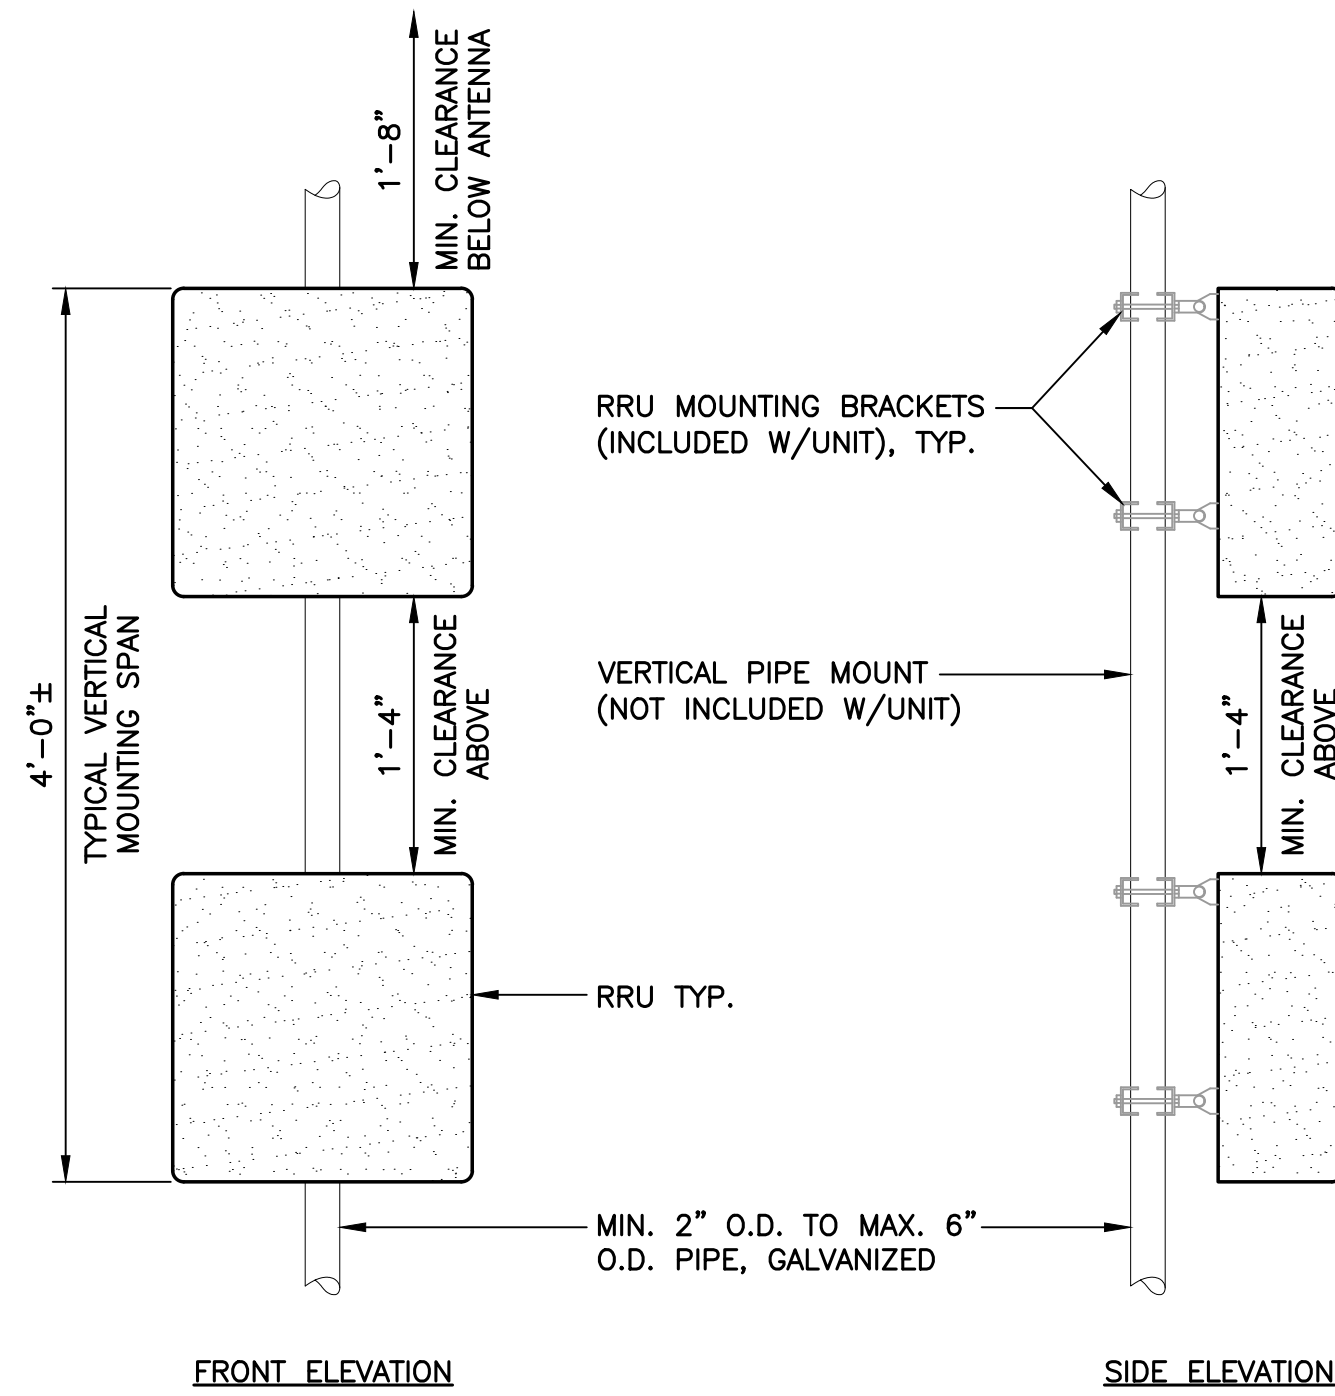 1'-8"
MIN. CLEARANCE
BELOW ANTENNA
4'-0"±
TYPICAL VERTICAL
MOUNTING SPAN
1'-4"
MIN. CLEARANCE
ABOVE
RRU MOUNTING BRACKETS
(INCLUDED W/UNIT), TYP.
VERTICAL PIPE MOUNT
(NOT INCLUDED W/UNIT)
1'-4"
MIN. CLEARANCE
ABOVE
RRU TYP.
MIN. 2" O.D. TO MAX. 6"
O.D. PIPE, GALVANIZED
FRONT ELEVATION
SIDE ELEVATION